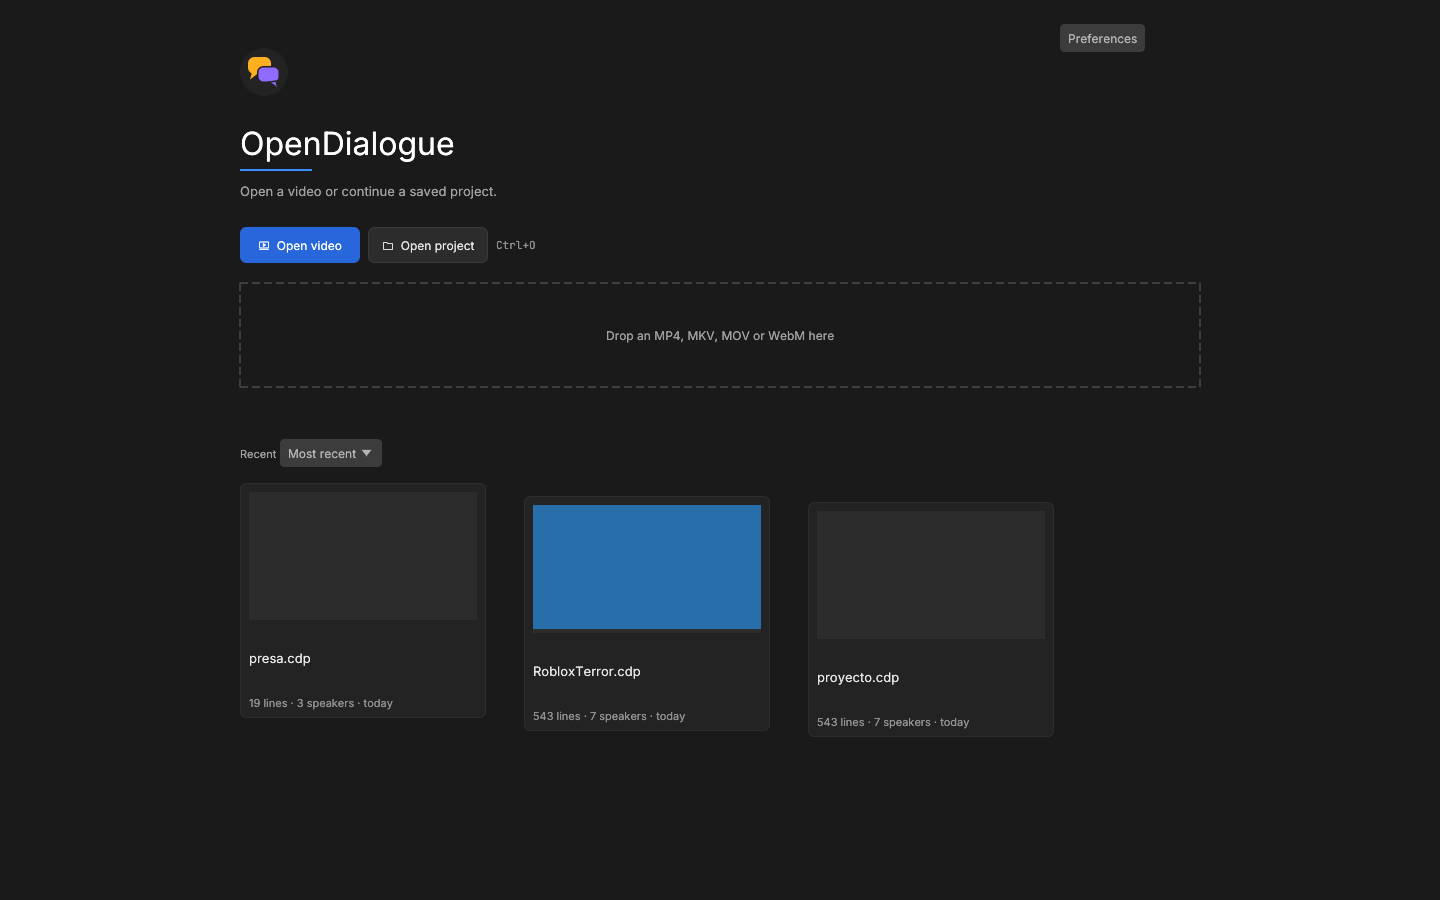 Preferences
OpenDialogue
Open a video or continue a saved project.
Open video
Open project
Ctrl+O
Drop an MP4, MKV, MOV or WebM here
Recent
Most recent
presa.cdp
19 lines · 3 speakers · today
RobloxTerror.cdp
543 lines · 7 speakers · today
proyecto.cdp
543 lines · 7 speakers · today